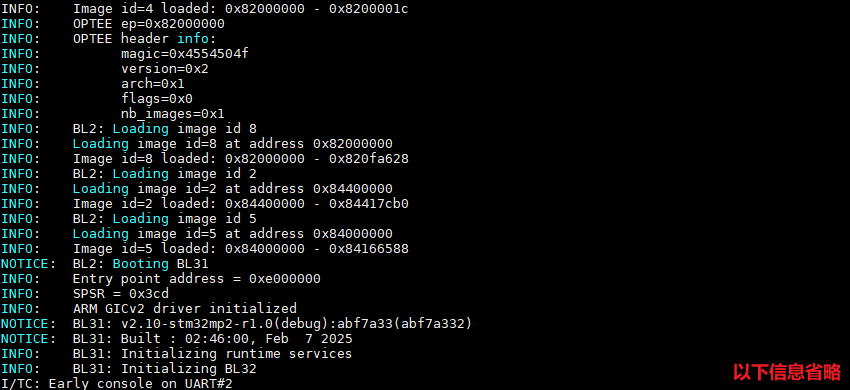 INFO:    Image id=4 loaded: 0x82000000 - 0x8200001c
INFO:    OPTEE ep=0x82000000
INFO:    OPTEE header info:
INFO:          magic=0x4554504f
INFO:          version=0x2
INFO:          arch=0x1
INFO:          flags=0x0
INFO:          nb_images=0x1
INFO:    BL2: Loading image id 8
INFO:    Loading image id=8 at address 0x82000000
INFO:    Image id=8 loaded: 0x82000000 - 0x820fa628
INFO:    BL2: Loading image id 2
INFO:    Loading image id=2 at address 0x84400000
INFO:    Image id=2 loaded: 0x84400000 - 0x84417cb0
INFO:    BL2: Loading image id 5
INFO:    Loading image id=5 at address 0x84000000
INFO:    Image id=5 loaded: 0x84000000 - 0x84166588
NOTICE:  BL2: Booting BL31
INFO:    Entry point address = 0xe000000
INFO:    SPSR = 0x3cd
INFO:    ARM GICv2 driver initialized
NOTICE:  BL31: v2.10-stm32mp2-r1.0(debug):abf7a33(abf7a332)
NOTICE:  BL31: Built : 02:46:00, Feb  7 2025
INFO:    BL31: Initializing runtime services
INFO:    BL31: Initializing BL32
I/TC: Early console on UART#2
以下信息省略